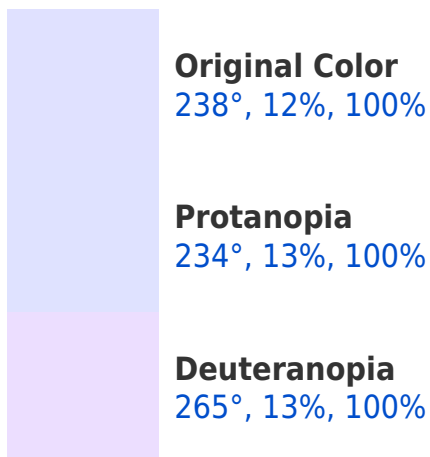 Original Color
238°, 12%, 100%
Protanopia
234°, 13%, 100%
Deuteranopia
265°, 13%, 100%